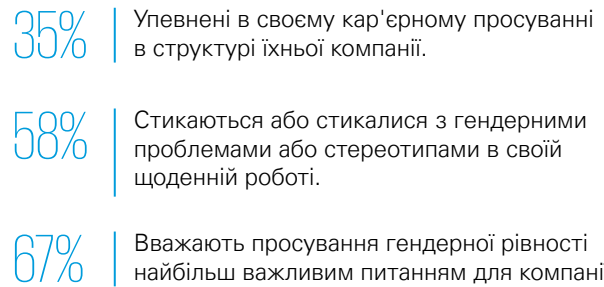 35%
Упевнені в своєму кар'єрному просуванні
в структурі їхньої компанії.
58%
Стикаються або стикалися з гендерними
проблемами або стереотипами в своїй
щоденній роботі.
67%
Вважають просування гендерної рівності
найбільш важливим питанням для компані